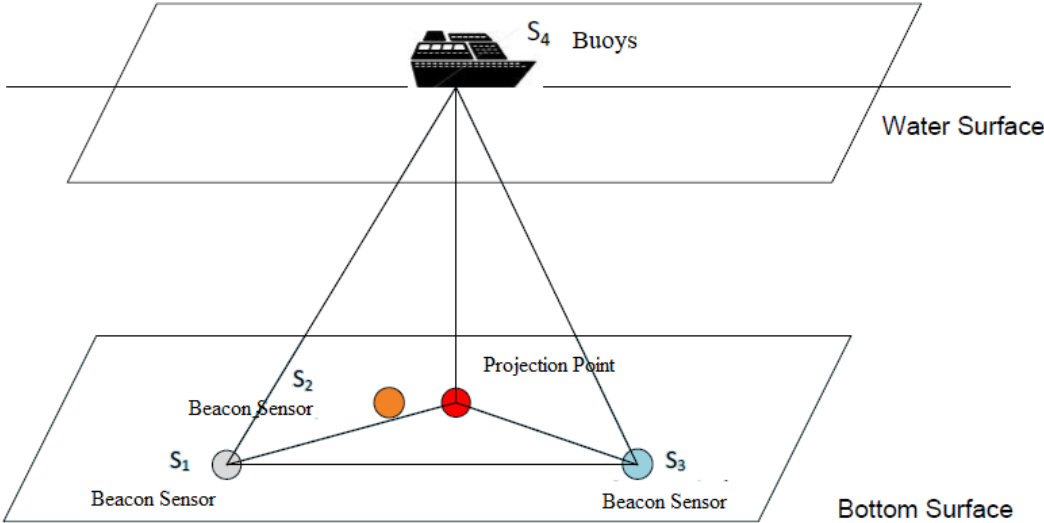 S4 Buoys
Water Surface
Projection Point
S2
Beacon Sensor
S1
S3
Beacon Sensor
Beacon Sensor
Bottom Surface